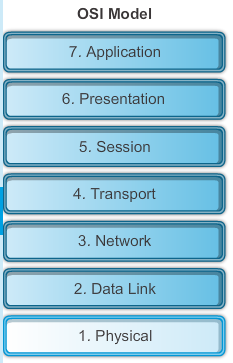 OSI Model
7. Application
6. Presentation
5. Session
4. Transport
3. Network
2. Data Link
1. Physical